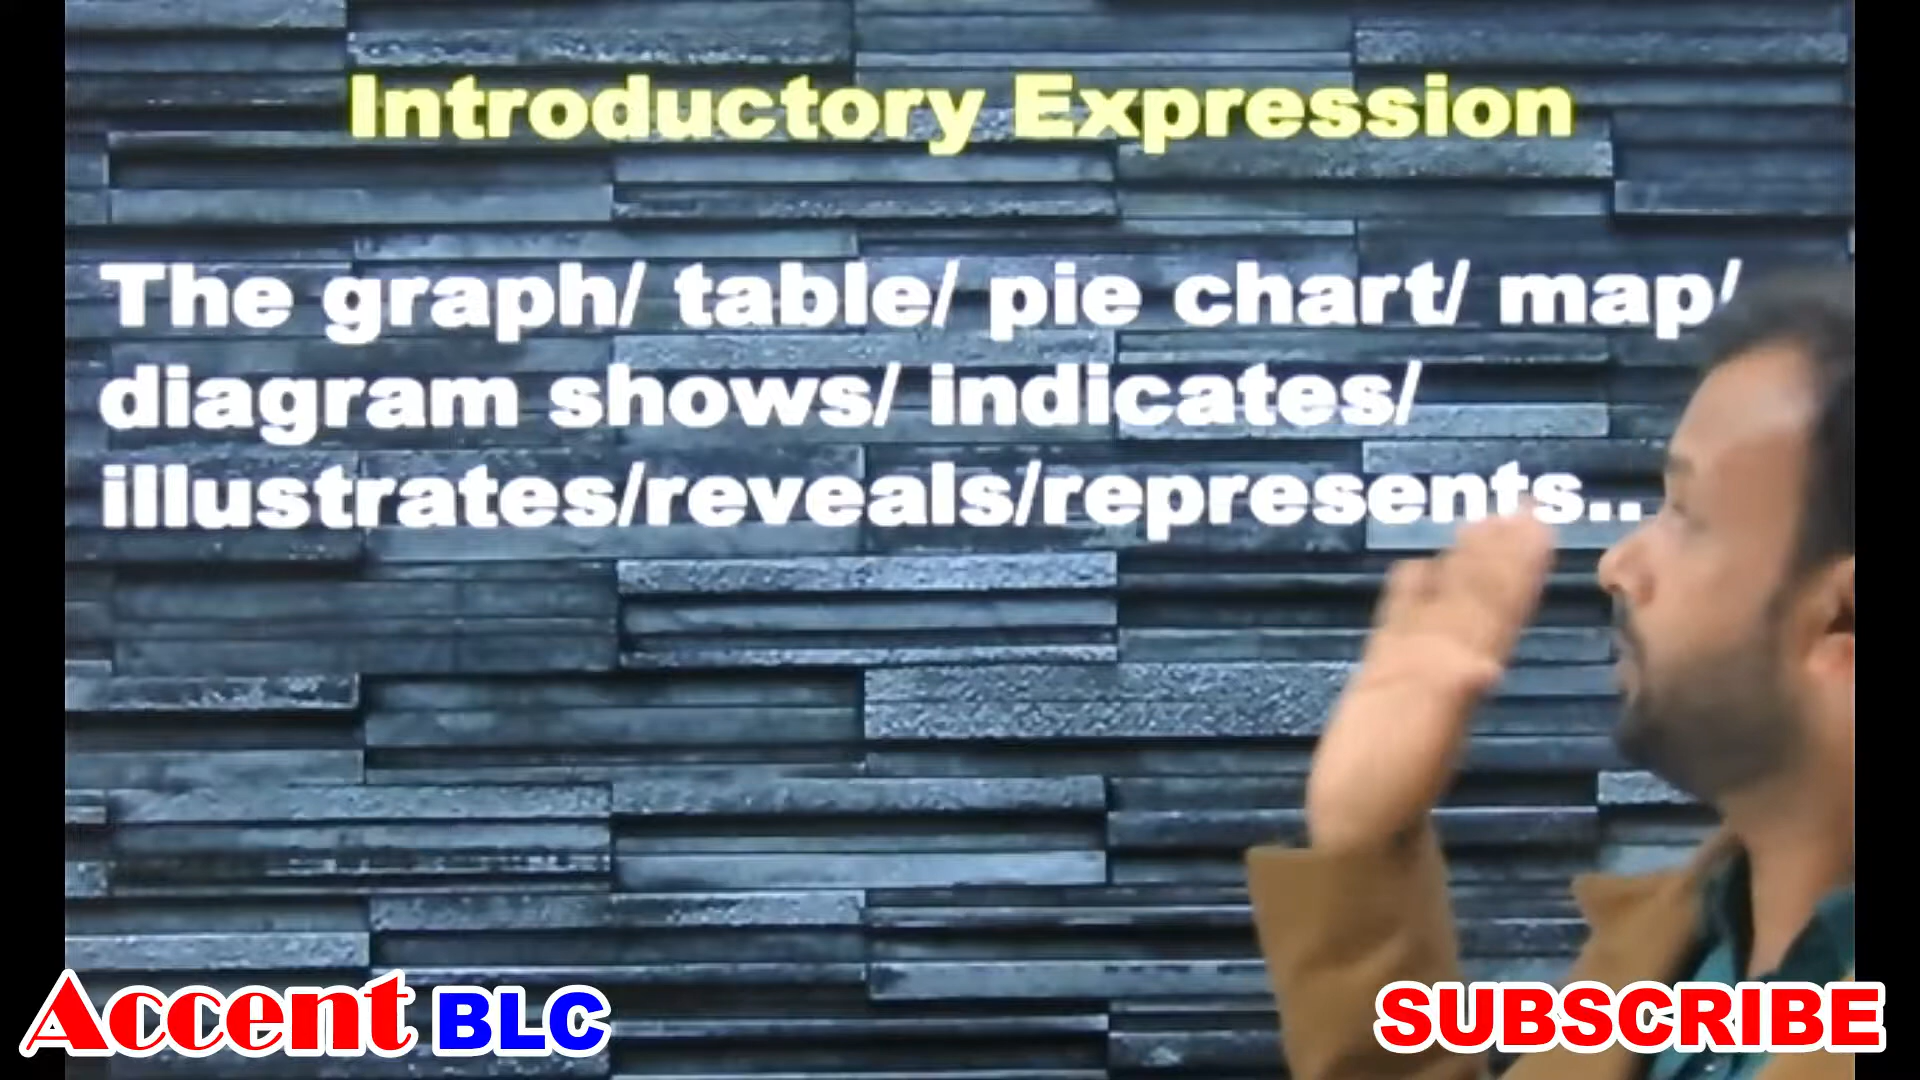 Introductory Expression
The graph/ table/ pie chart/ map/
diagram shows/ indicates/
illustrates/reveals/represents..
Accent BLC
SUBSCRIBE